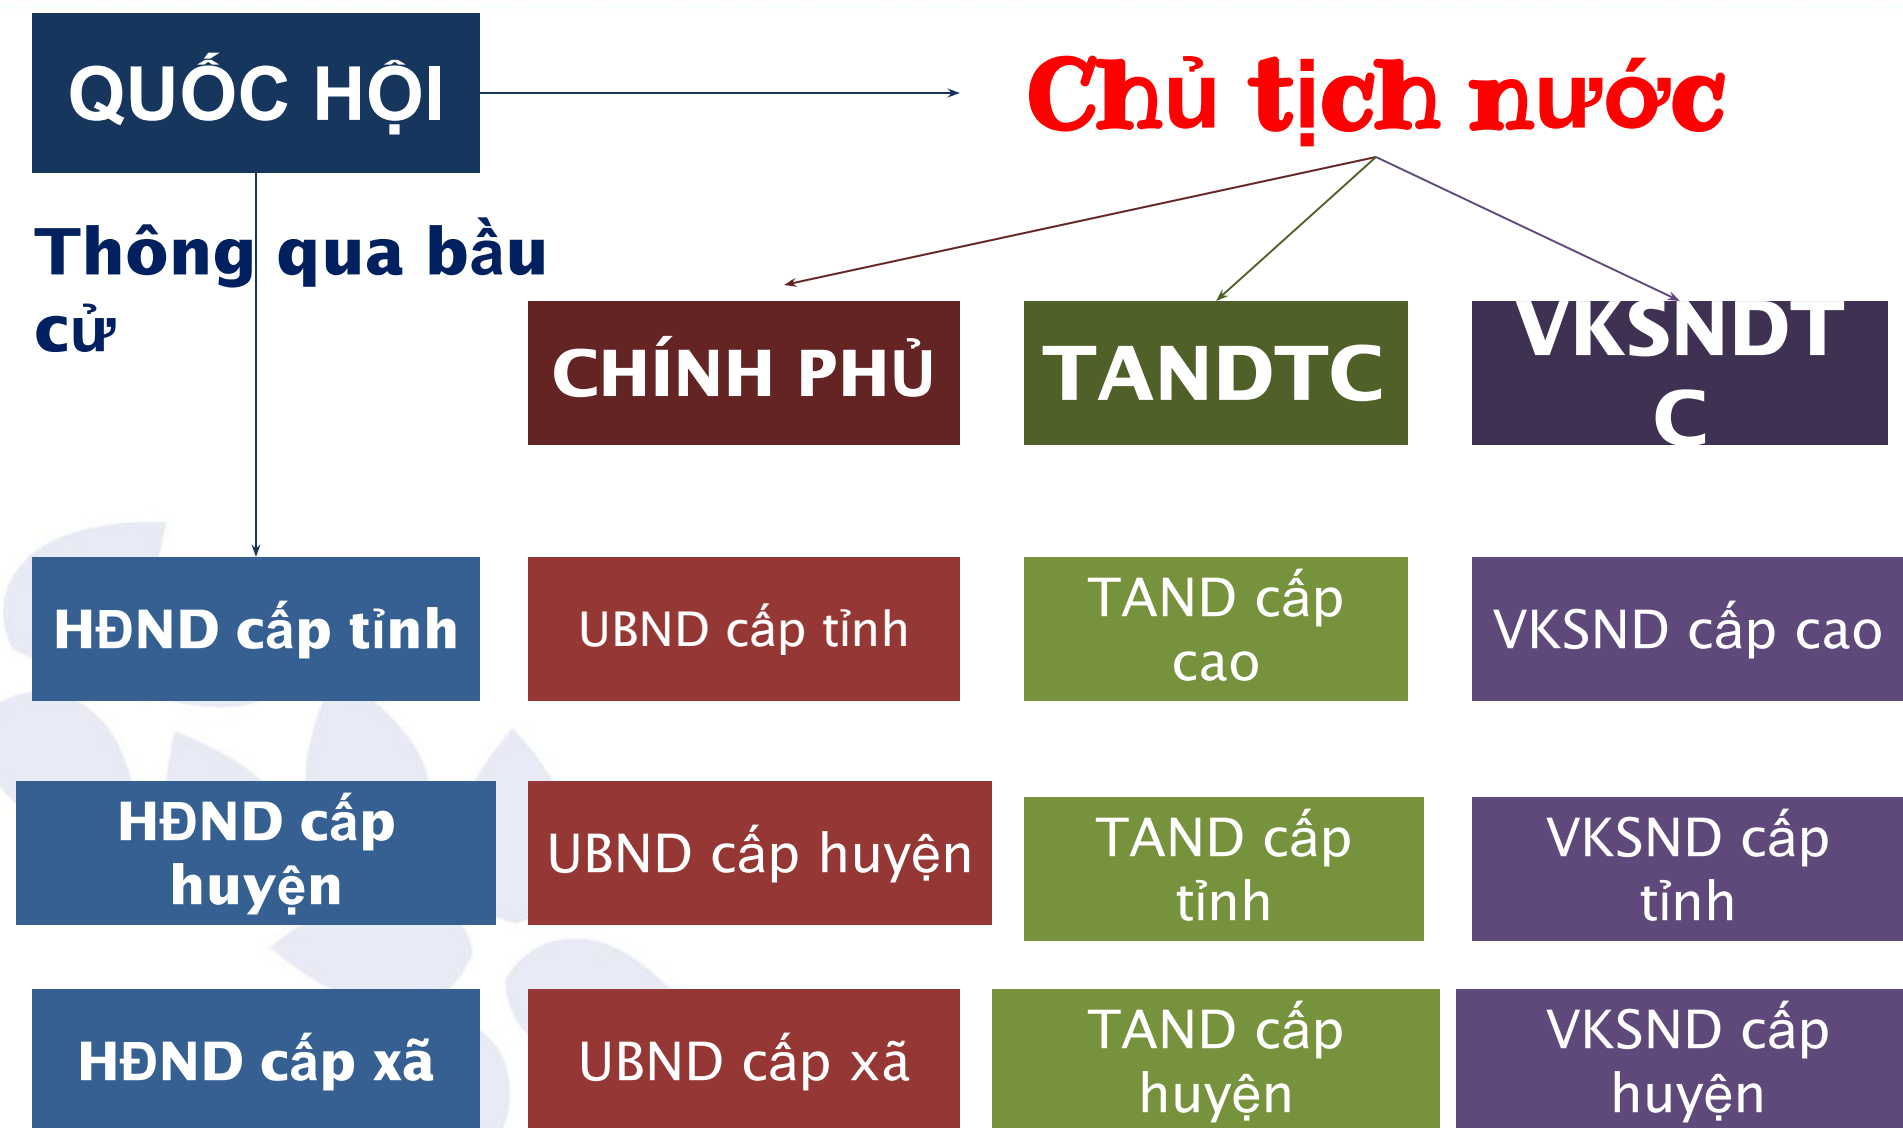 QUỐC HỘI
Chủ tịch nước
Thông qua bầu
cử
CHÍNH PHỦ
TANDTC
VKSNDT
C
HĐND cấp tỉnh
UBND cấp tỉnh
TAND cấp
cao
VKSND cấp cao
HĐND cấp
huyện
UBND cấp huyện
TAND cấp
tỉnh
VKSND cấp
tỉnh
HĐND cấp xã
UBND cấp xã
TAND cấp
huyện
VKSND cấp
huyện